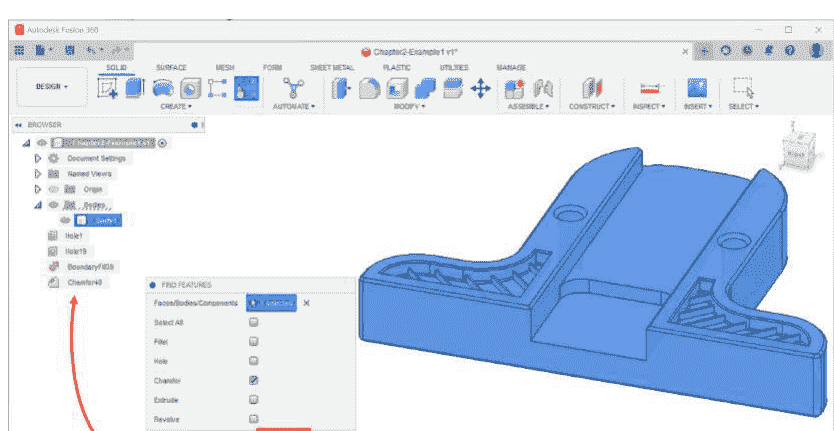 Autodesk Fusion 360
Chapter2-Example1 v1*
SOLID SURFACE MESH FORM SHEET METAL PLASTIC UTILITIES MANAGE
DESIGN
CREATE AUTOMATE MODIFY ASSEMBLE CONSTRUCT INSPECT INSERT SELECT
BROWSER
Document Settings
Named Views
Origin
Bodies
Hole1
FIND FEATURES
Faces/Bodies/Components
Select All
Fillet
Hole
Chamfer
Extrude
Revolve